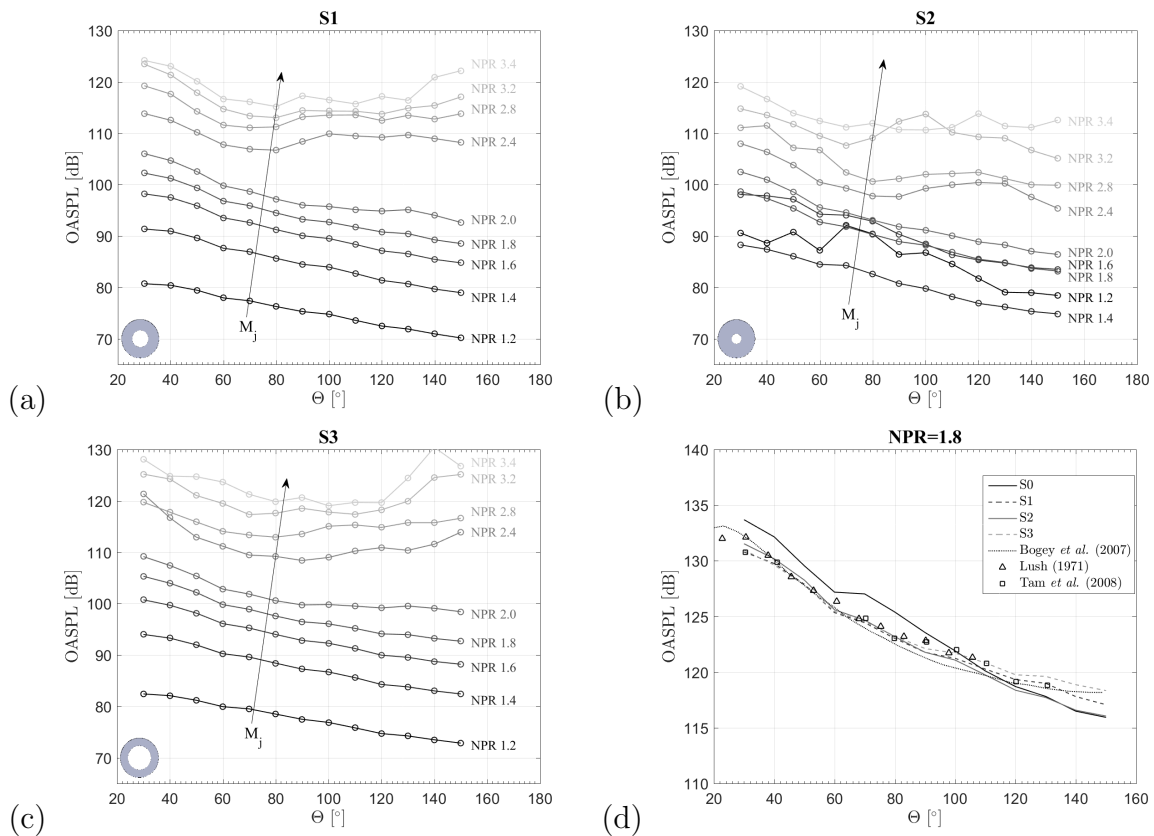 S1
130
120
110
100
90
80
70
OASPL [dB]
NPR 3.4
NPR 3.2
NPR 2.8
NPR 2.4
NPR 2.0
NPR 1.8
NPR 1.6
NPR 1.4
NPR 1.2
M_j
20 40 60 80 100 120 140 160 180
Θ [°]
(a)
S2
130
120
110
100
90
80
70
OASPL [dB]
NPR 3.4
NPR 3.2
NPR 2.8
NPR 2.4
NPR 2.0
NPR 1.6
NPR 1.8
NPR 1.2
NPR 1.4
M_j
20 40 60 80 100 120 140 160 180
Θ [°]
(b)
S3
130
120
110
100
90
80
70
OASPL [dB]
NPR 3.4
NPR 3.2
NPR 2.8
NPR 2.4
NPR 2.0
NPR 1.8
NPR 1.6
NPR 1.4
NPR 1.2
M_j
20 40 60 80 100 120 140 160 180
Θ [°]
(c)
NPR=1.8
140
135
130
125
120
115
110
OASPL [dB]
S0
S1
S2
S3
Bogey et al. (2007)
Lush (1971)
Tam et al. (2008)
20 40 60 80 100 120 140 160
Θ [°]
(d)